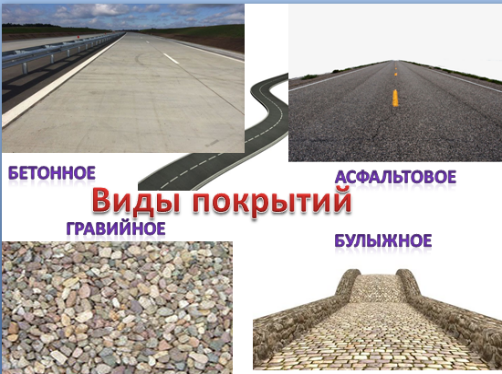 БЕТОННОЕ
АСФАЛЬТОВОЕ
Виды покрытий
ГРАВИЙНОЕ
БУЛЫЖНОЕ